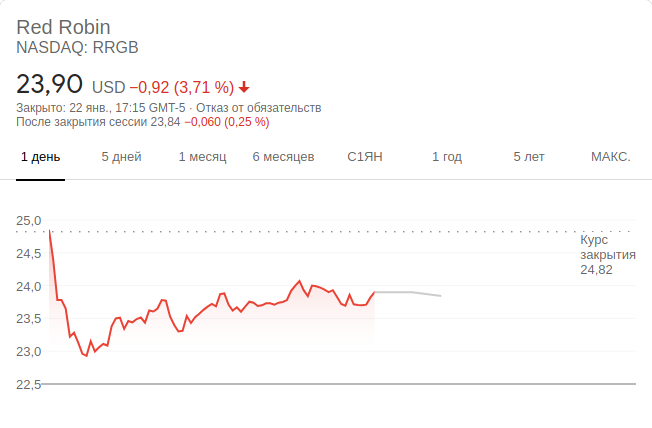 Red Robin
NASDAQ: RRGB
23,90 USD −0,92 (3,71 %)
Закрыто: 22 янв., 17:15 GMT-5 · Отказ от обязательств
После закрытия сессии 23,84 −0,060 (0,25 %)
1 день 5 дней 1 месяц 6 месяцев С1ЯН 1 год 5 лет МАКС.
25,0
Курс
закрытия
24,82
24,5
24,0
23,5
23,0
22,5